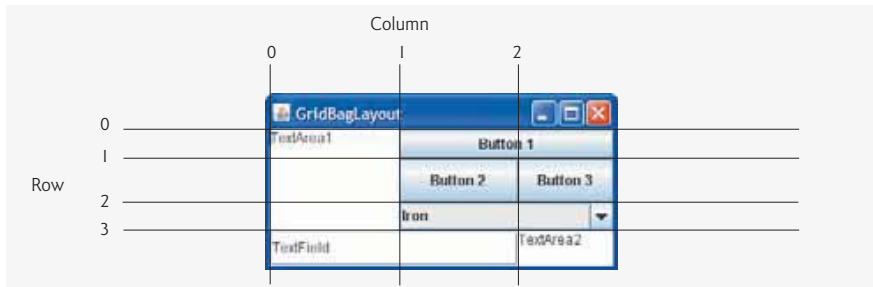 Column
0 1 2
GridBagLayout
0
TextArea1 Button 1
1
Row
Button 2 Button 3
2
Iron
3
TextField TextArea2